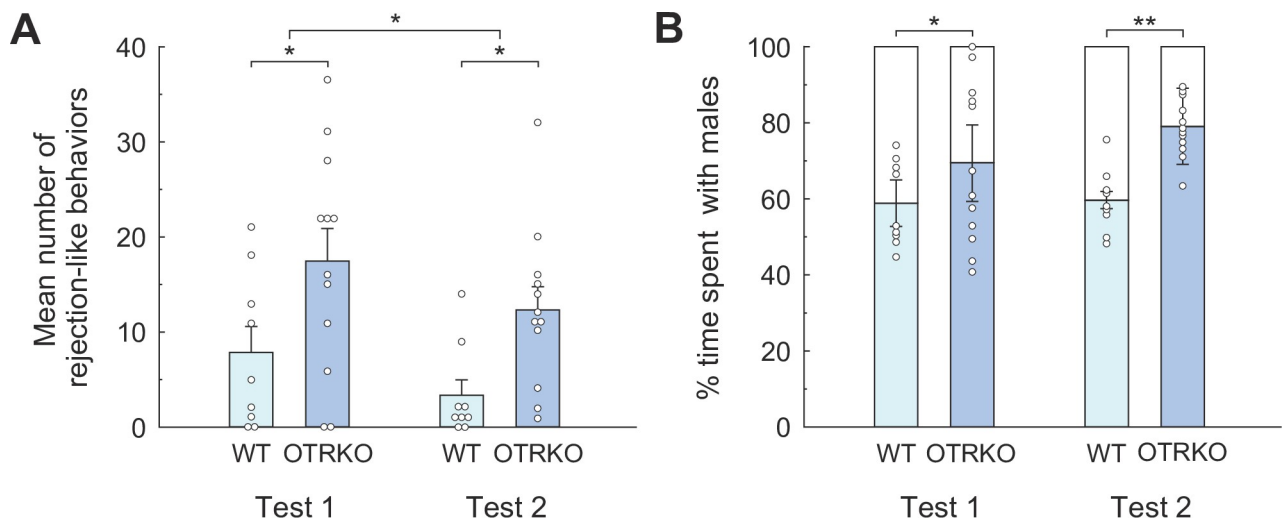 A
B
*
*
*
*
**
Mean number of
rejection-like behaviors
40
30
20
10
0
WT OTRKO WT OTRKO
Test 1 Test 2
% time spent with males
100
80
60
40
20
0
WT OTRKO WT OTRKO
Test 1 Test 2